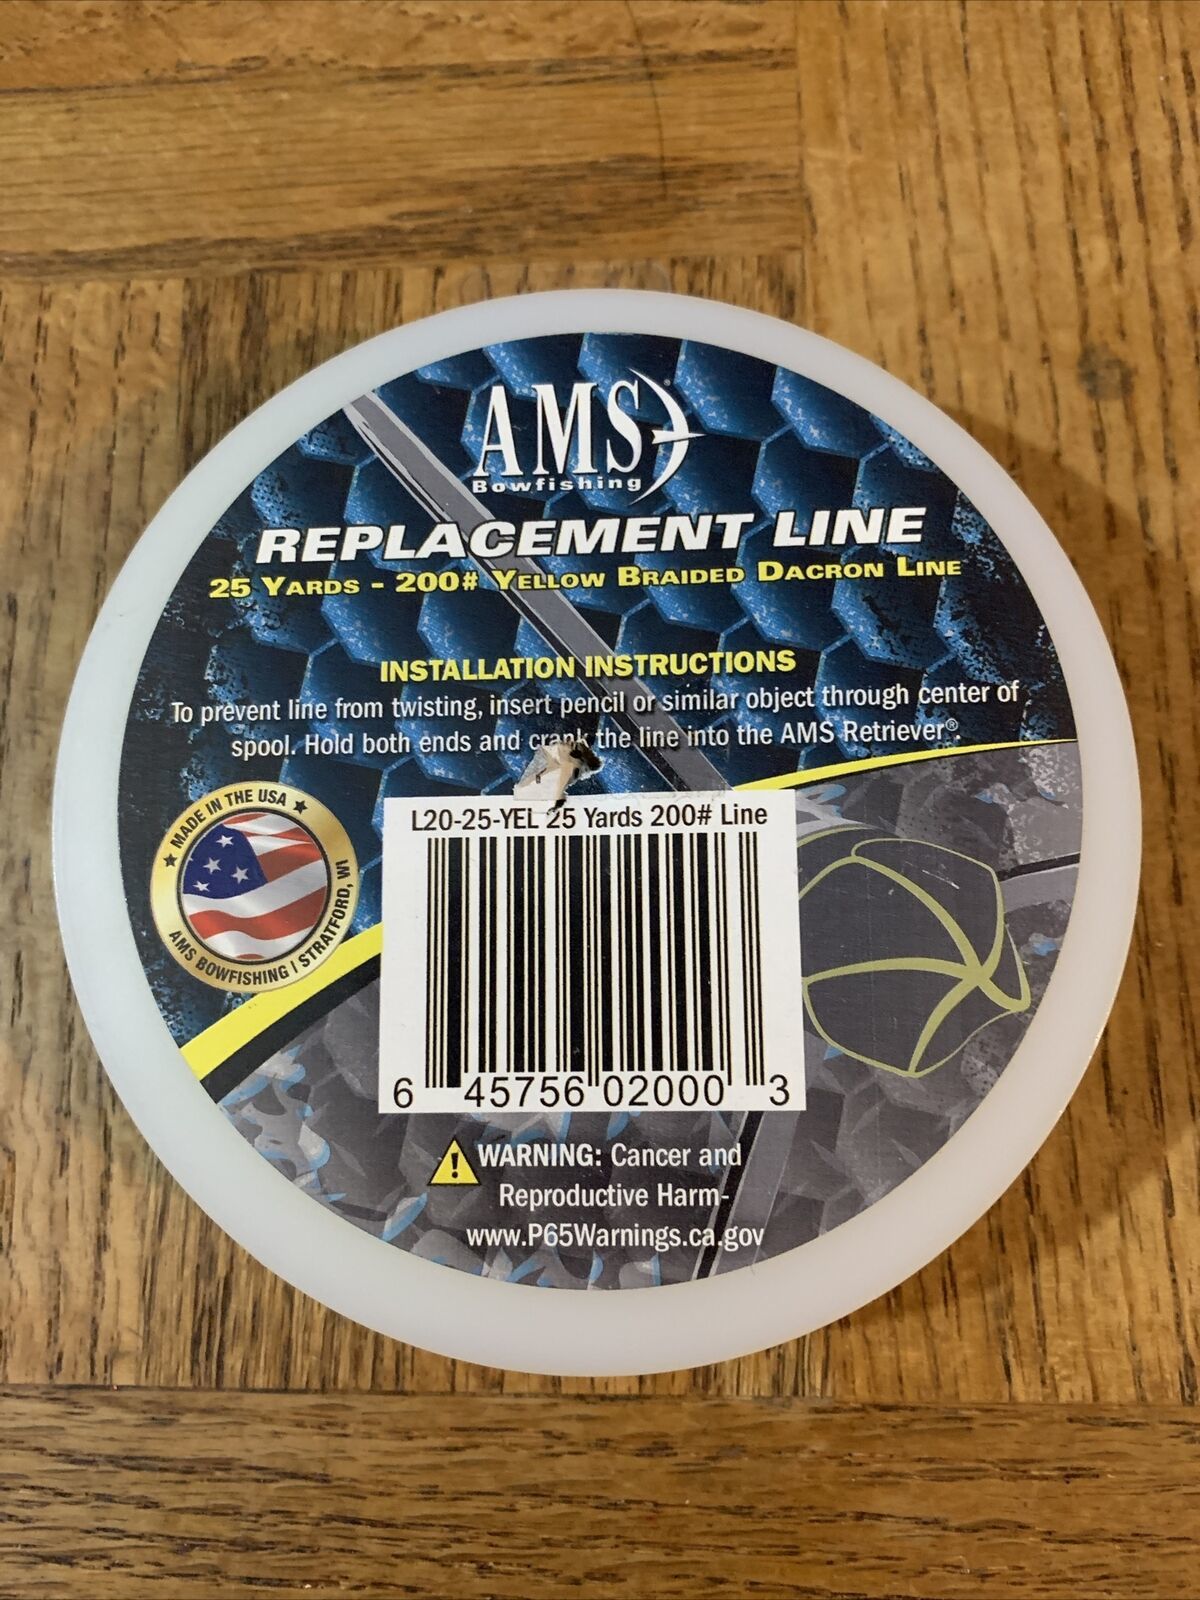 AMS®
Bowfishing
REPLACEMENT LINE
25 YARDS - 200# YELLOW BRAIDED DACRON LINE
INSTALLATION INSTRUCTIONS
To prevent line from twisting, insert pencil or similar object through center of
spool. Hold both ends and crank the line into the AMS Retriever®.
★ MADE IN THE USA ★
AMS BOWFISHING / STRATFORD, WI
L20-25-YEL 25 Yards 200# Line
6 45756 02000 3
WARNING: Cancer and
Reproductive Harm-
www.P65Warnings.ca.gov